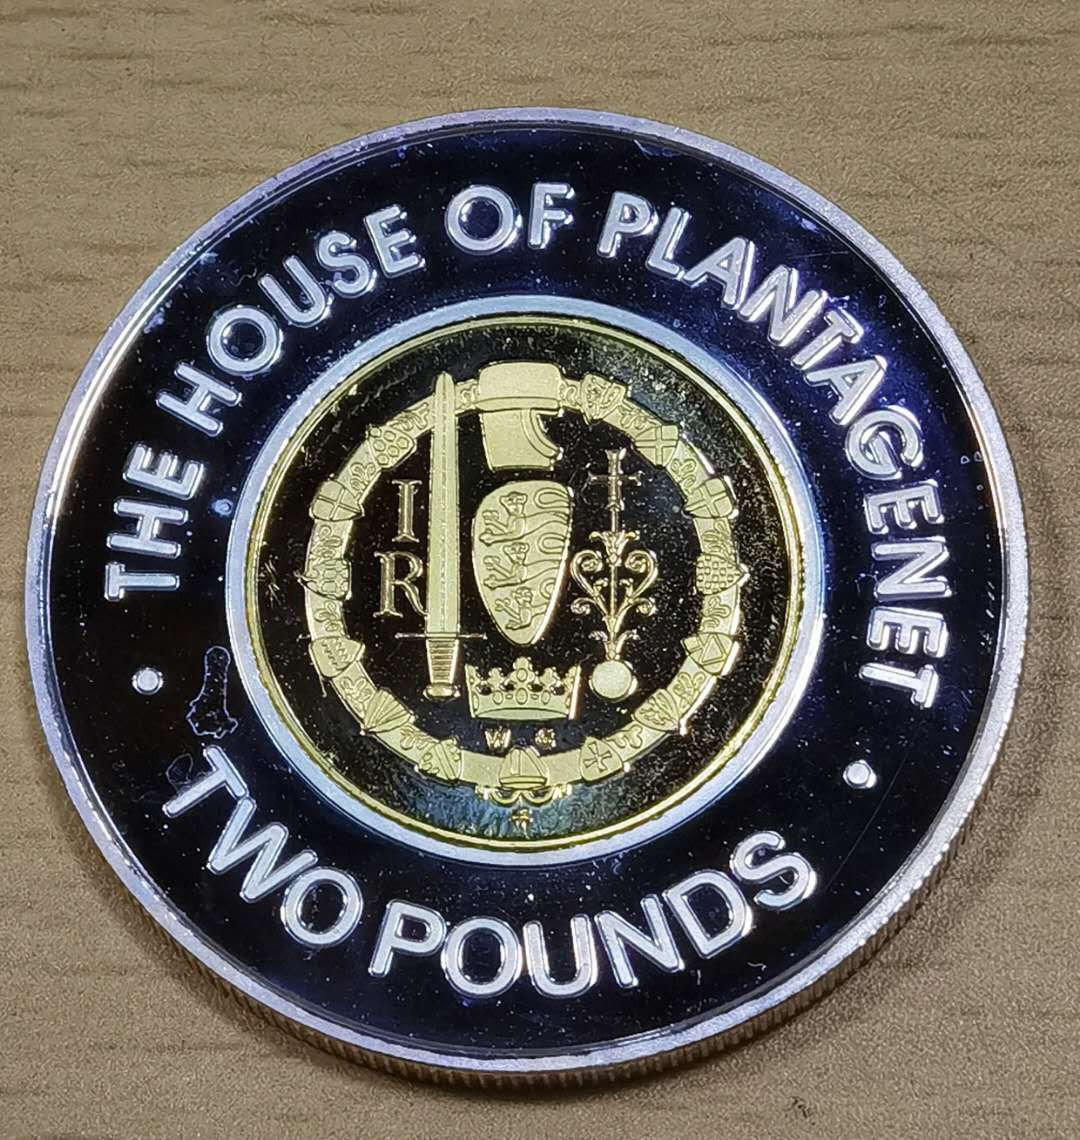 THE HOUSE OF PLANTAGENET
I
R
W G
TWO POUNDS